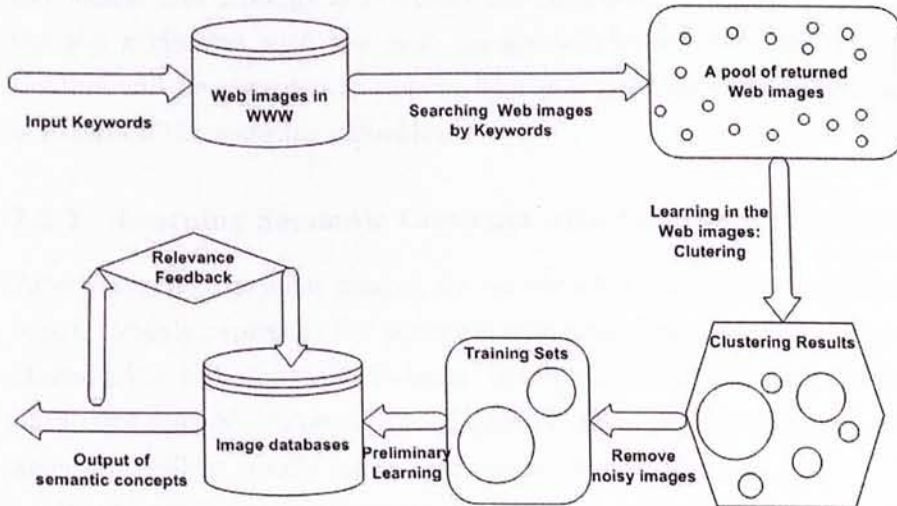 Input Keywords
Web images in
WWW
Searching Web images
by Keywords
A pool of returned
Web images
Learning in the
Web images:
Clutering
Relevance
Feedback
Clustering Results
Training Sets
Remove
noisy images
Preliminary
Learning
Image databases
Output of
semantic concepts